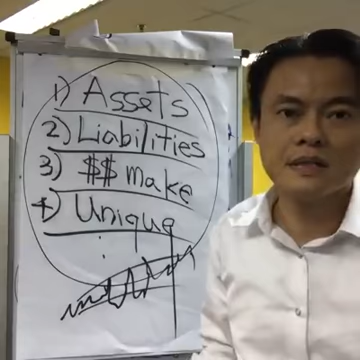 1) Assets
2) Liabilities
3) $$ make
4) Unique